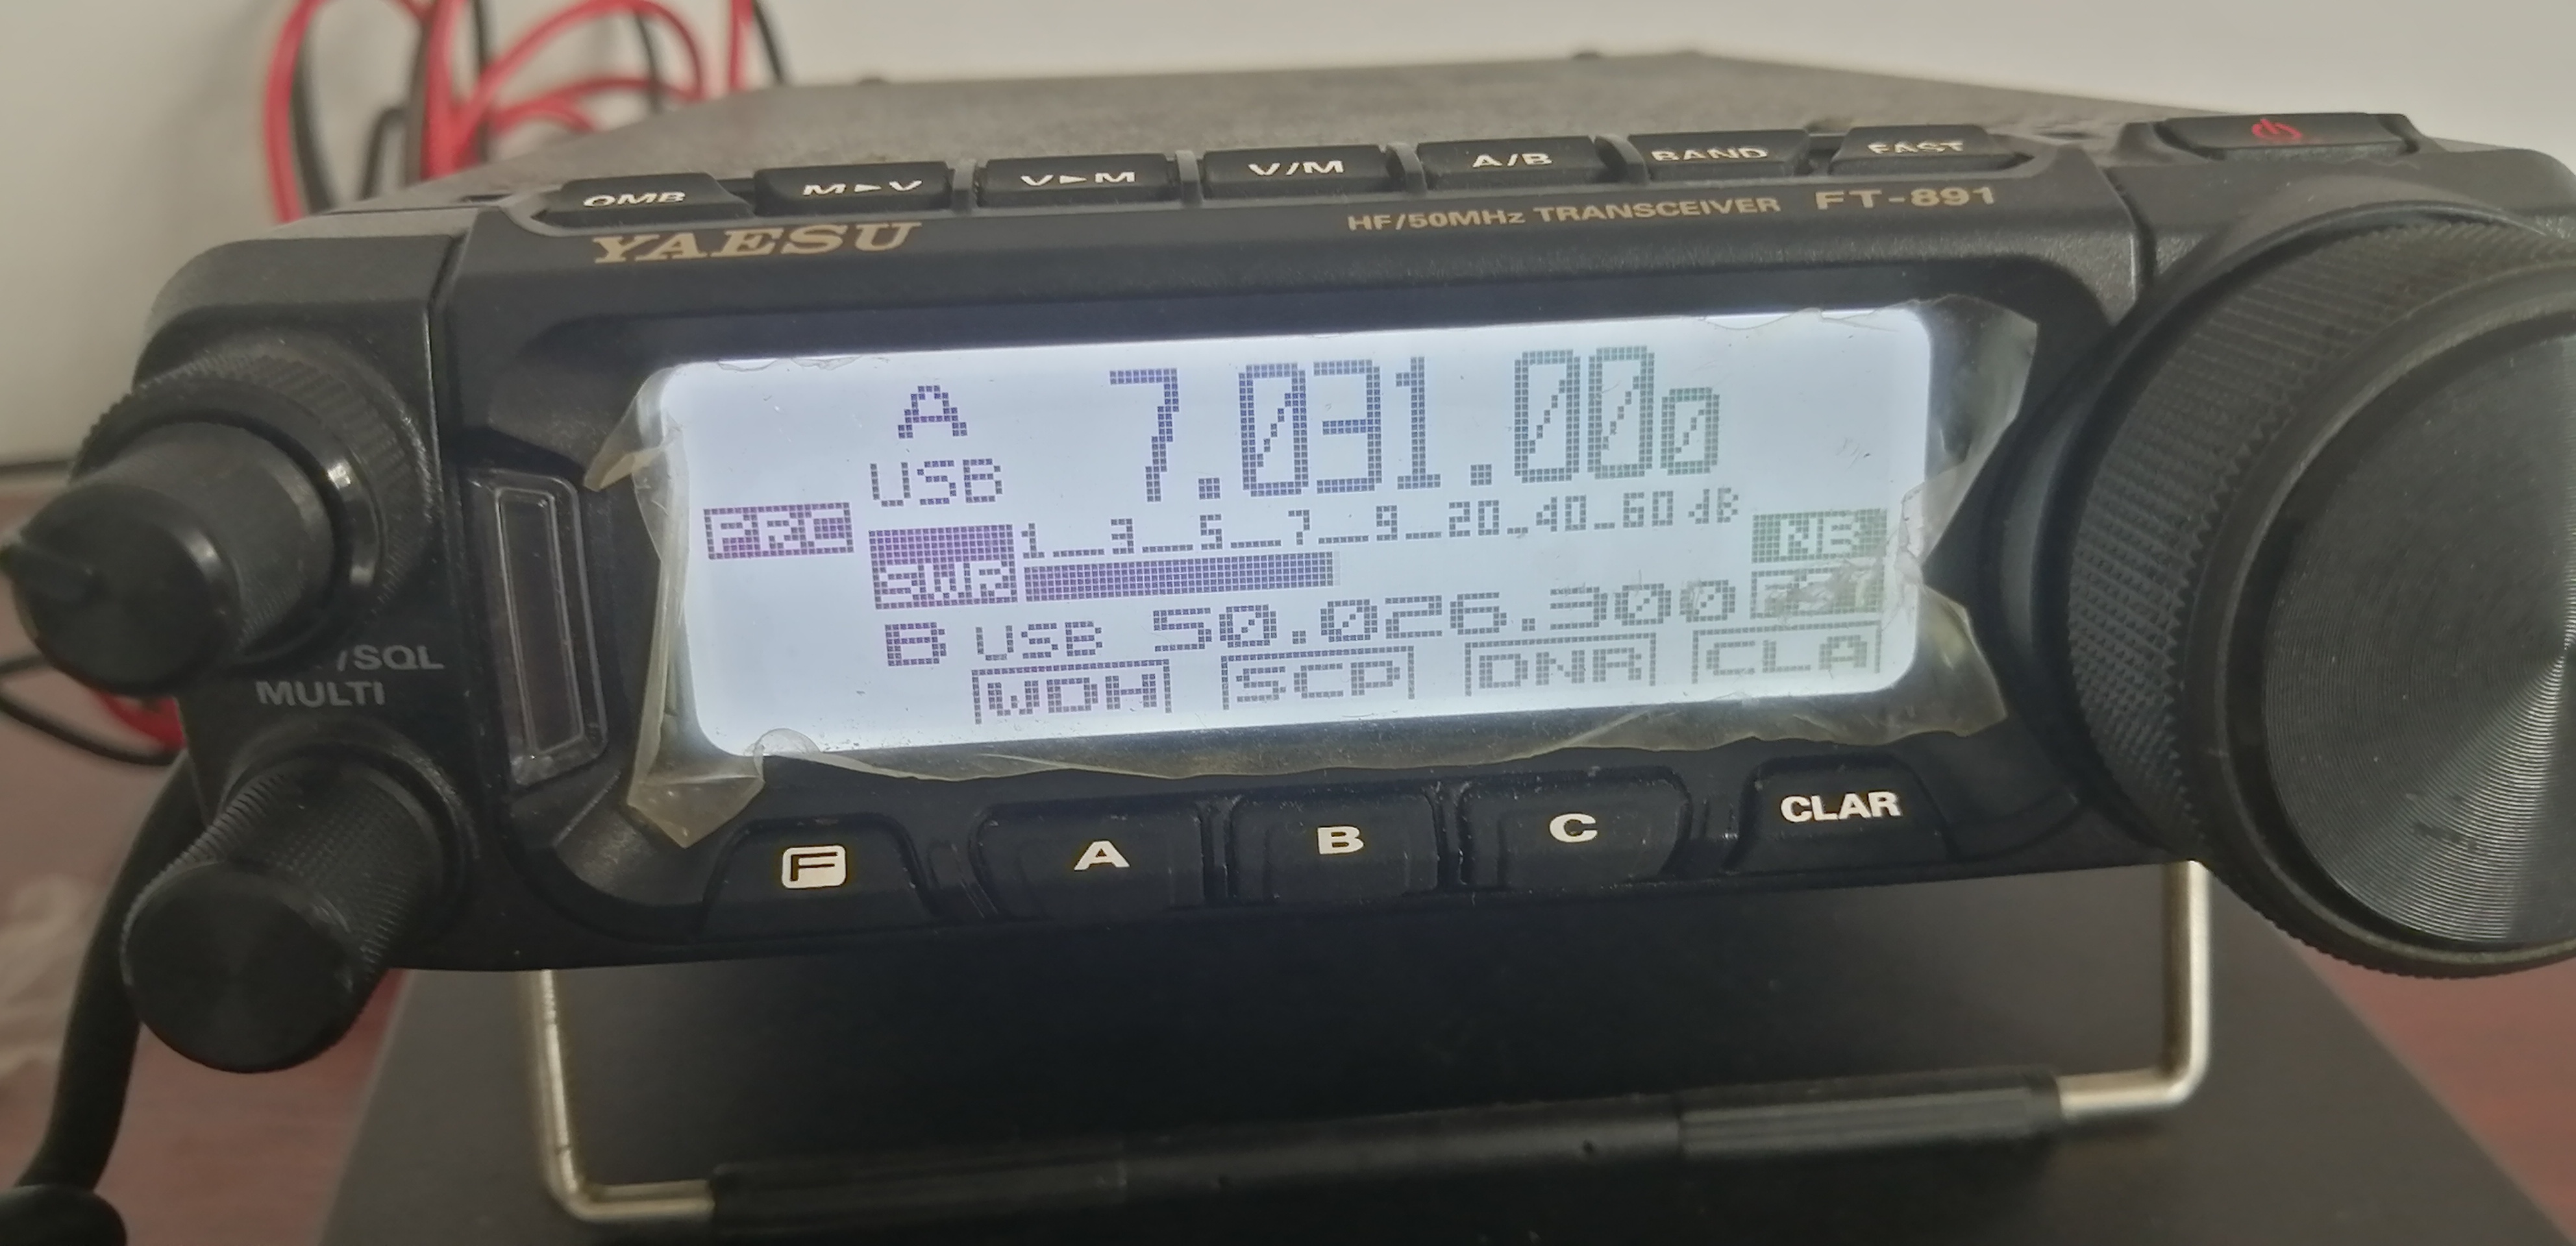 QMB M►V V►M V/M A/B BAND FAST
YAESU HF/50MHz TRANSCEIVER FT-891
A 7.031.000
USB
PRC 1 3 5 7 9 20 40 60 dB NB
SWR
B USB 50.026.300
WDH SCP DNR CLA
/SQL
MULTI
F A B C CLAR